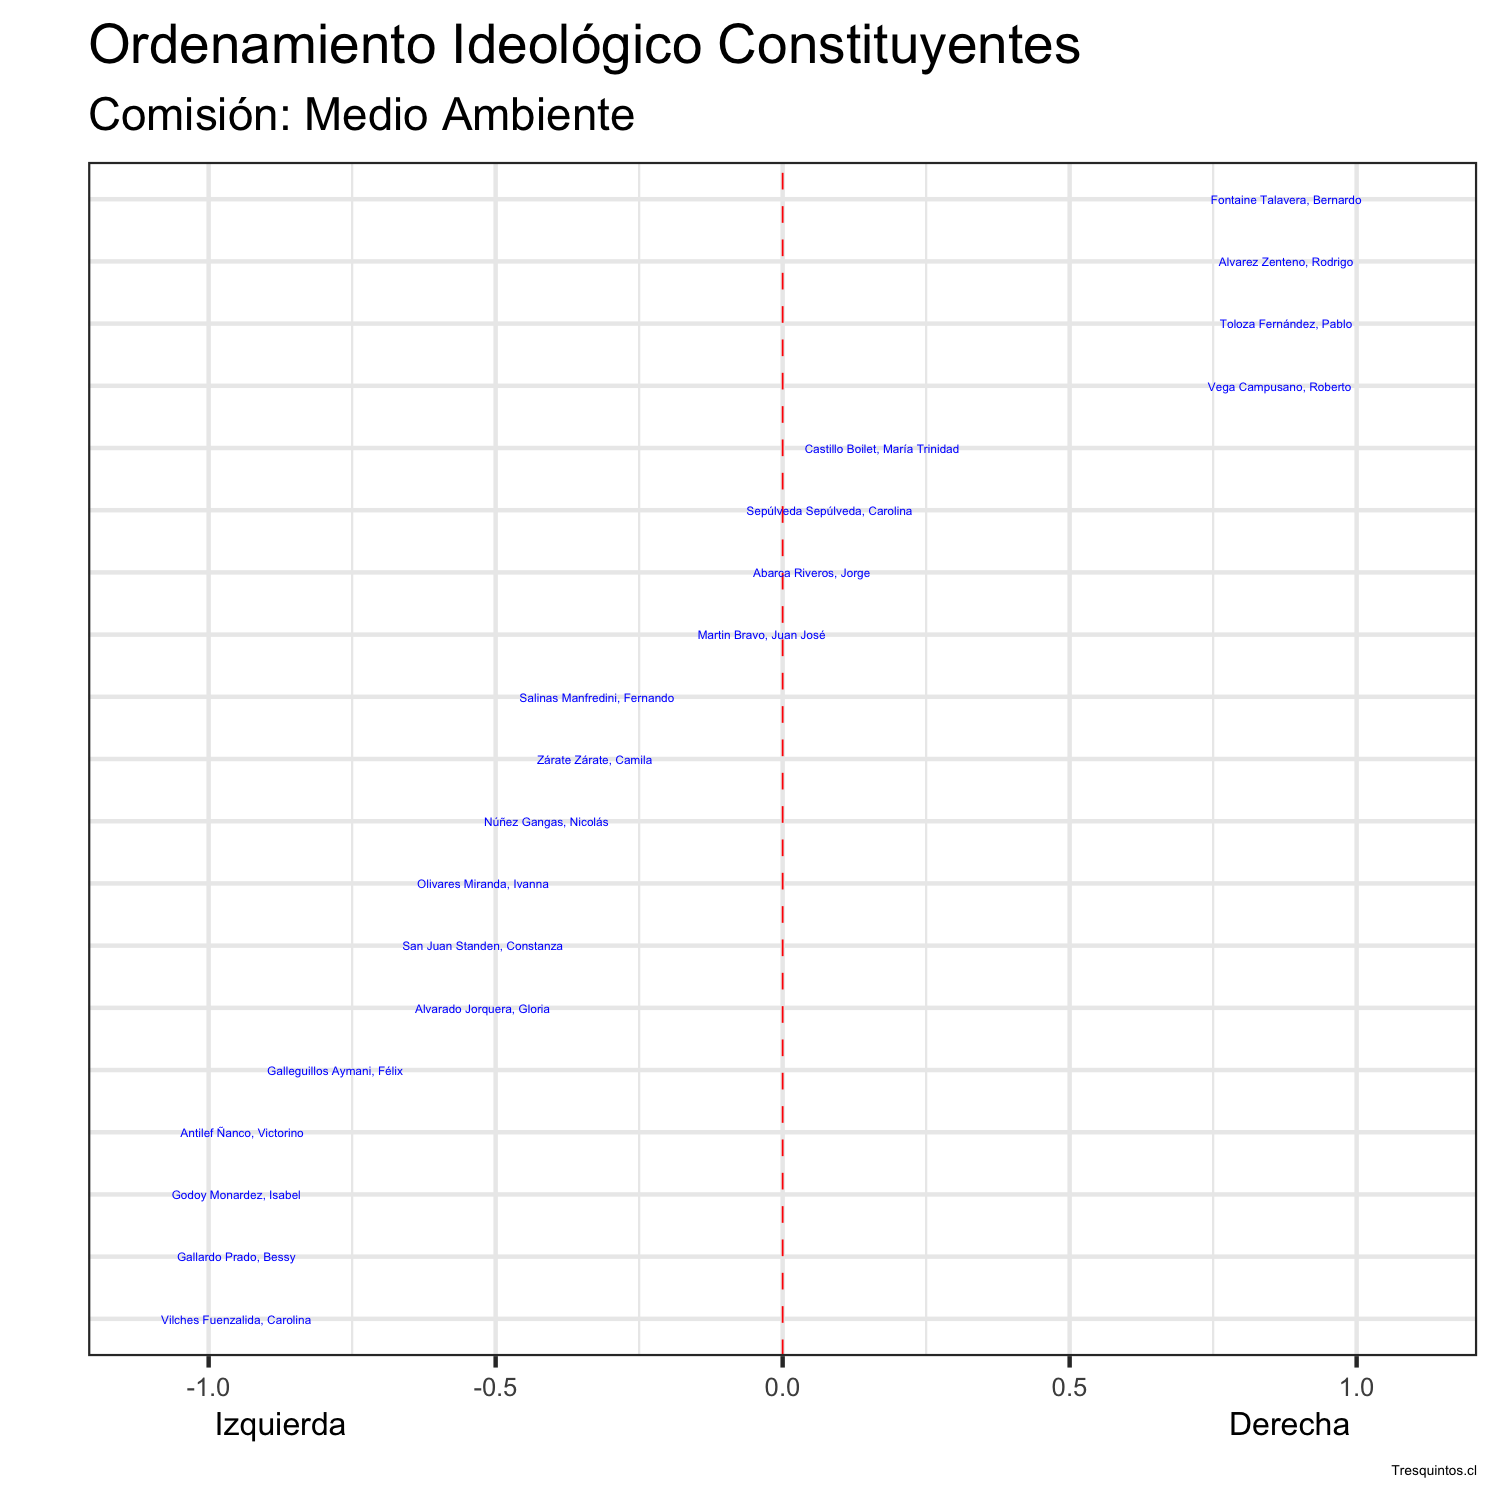 Ordenamiento Ideológico Constituyentes
Comisión: Medio Ambiente
Fontaine Talavera, Bernardo
Alvarez Zenteno, Rodrigo
Toloza Fernández, Pablo
Vega Campusano, Roberto
Castillo Boilet, María Trinidad
Sepúlveda Sepúlveda, Carolina
Abarca Riveros, Jorge
Martin Bravo, Juan José
Salinas Manfredini, Fernando
Zárate Zárate, Camila
Núñez Gangas, Nicolás
Olivares Miranda, Ivanna
San Juan Standen, Constanza
Alvarado Jorquera, Gloria
Galleguillos Aymani, Félix
Antilef Ñanco, Victorino
Godoy Monardez, Isabel
Gallardo Prado, Bessy
Vilches Fuenzalida, Carolina
-1.0 -0.5 0.0 0.5 1.0
Izquierda Derecha
Tresquintos.cl